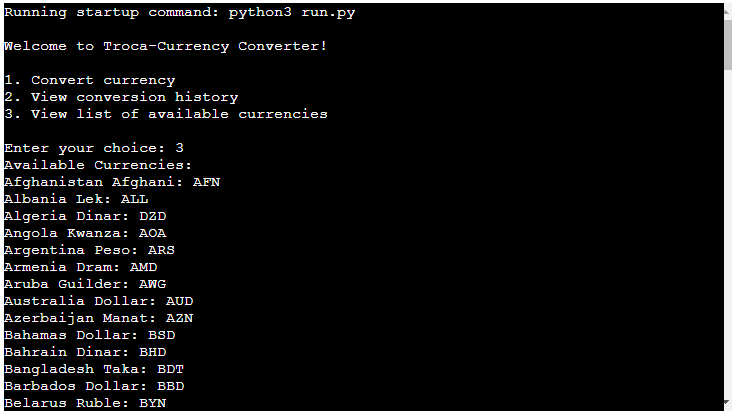 Running startup command: python3 run.py
Welcome to Troca-Currency Converter!
1. Convert currency
2. View conversion history
3. View list of available currencies
Enter your choice: 3
Available Currencies:
Afghanistan Afghani: AFN
Albania Lek: ALL
Algeria Dinar: DZD
Angola Kwanza: AOA
Argentina Peso: ARS
Armenia Dram: AMD
Aruba Guilder: AWG
Australia Dollar: AUD
Azerbaijan Manat: AZN
Bahamas Dollar: BSD
Bahrain Dinar: BHD
Bangladesh Taka: BDT
Barbados Dollar: BBD
Belarus Ruble: BYN